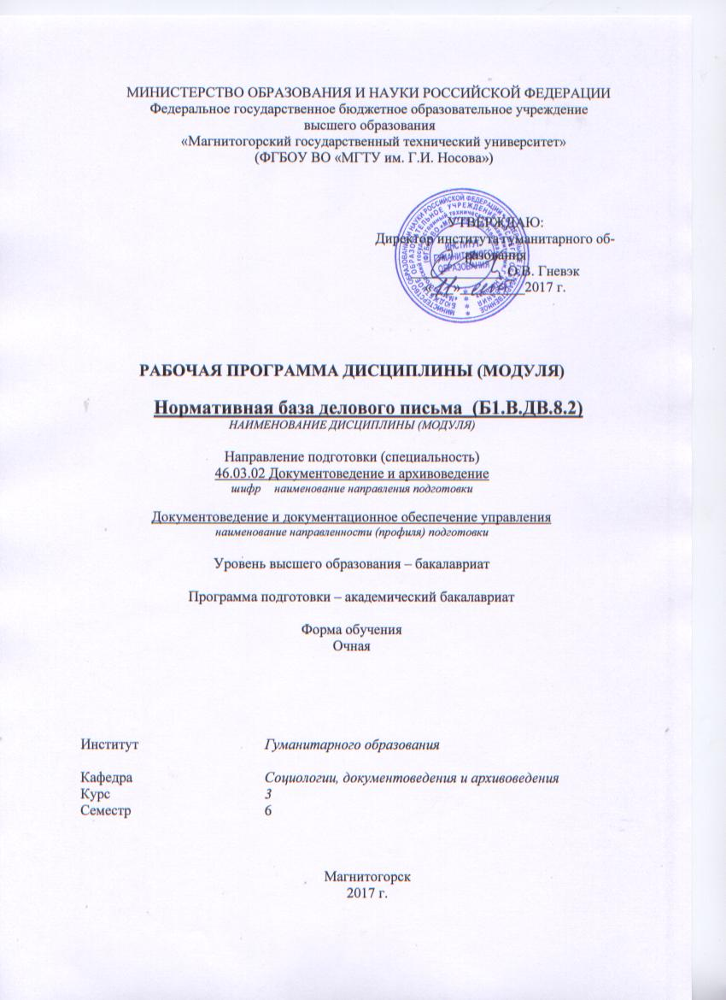 МИНИСТЕРСТВО ОБРАЗОВАНИЯ И НАУКИ РОССИЙСКОЙ ФЕДЕРАЦИИ
Федеральное государственное бюджетное образовательное учреждение
высшего образования
«Магнитогорский государственный технический университет»
(ФГБОУ ВО «МГТУ им. Г.И. Носова»)
УТВЕРЖДАЮ:
Директор института гуманитарного об-
разования
О.В. Гневэк
«11» 2017 г.
ИНСТИТУТ
ГУМАНИТАРНОГО
ОБРАЗОВАНИЯ
РАБОЧАЯ ПРОГРАММА ДИСЦИПЛИНЫ (МОДУЛЯ)
Нормативная база делового письма (Б1.В.ДВ.8.2)
НАИМЕНОВАНИЕ ДИСЦИПЛИНЫ (МОДУЛЯ)
Направление подготовки (специальность)
46.03.02 Документоведение и архивоведение
шифр наименование направления подготовки
Документоведение и документационное обеспечение управления
наименование направленности (профиля) подготовки
Уровень высшего образования – бакалавриат
Программа подготовки – академический бакалавриат
Форма обучения
Очная
Институт Гуманитарного образования
Кафедра Социологии, документоведения и архивоведения
Курс 3
Семестр 6
Магнитогорск
2017 г.